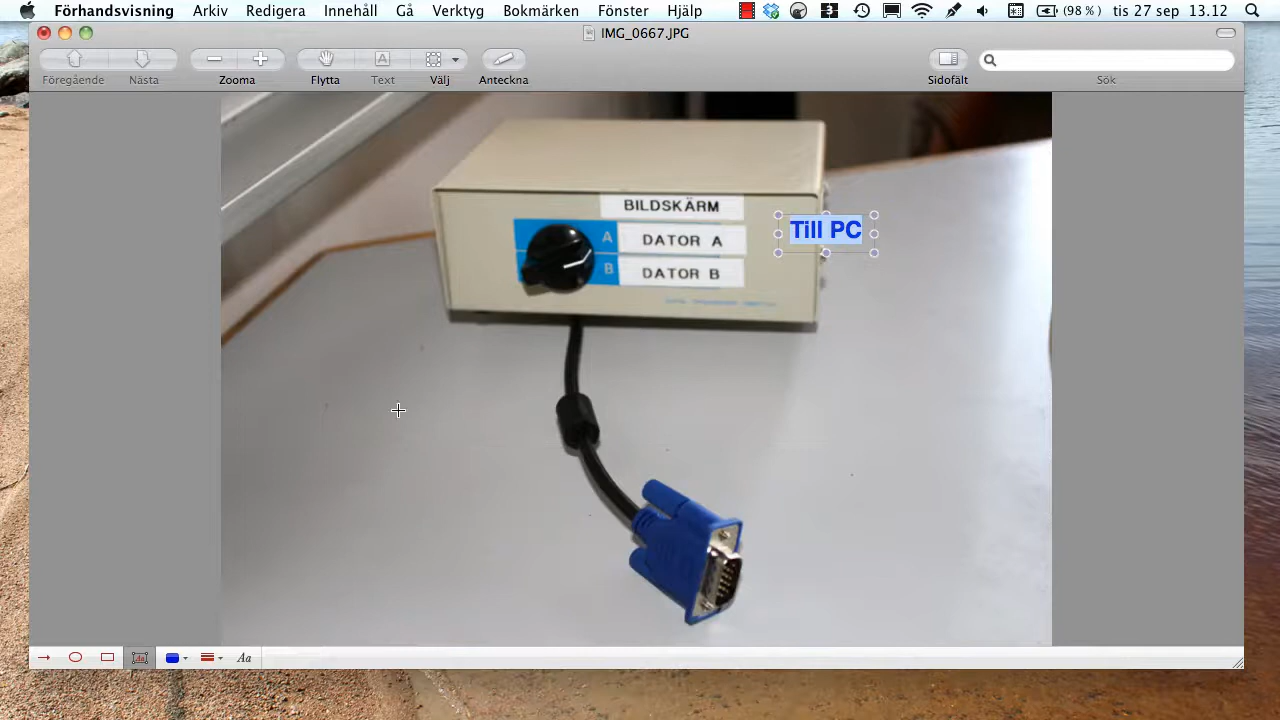 Förhandsvisning Arkiv Redigera Innehåll Gå Verktyg Bokmärken Fönster Hjälp (98 %) tis 27 sep 13.12
IMG_0667.JPG
Föregående Nästa Zooma Flytta Text Välj Anteckna Sidofält Sök
BILDSKÄRM
A DATOR A
B DATOR B
Till PC
Aa